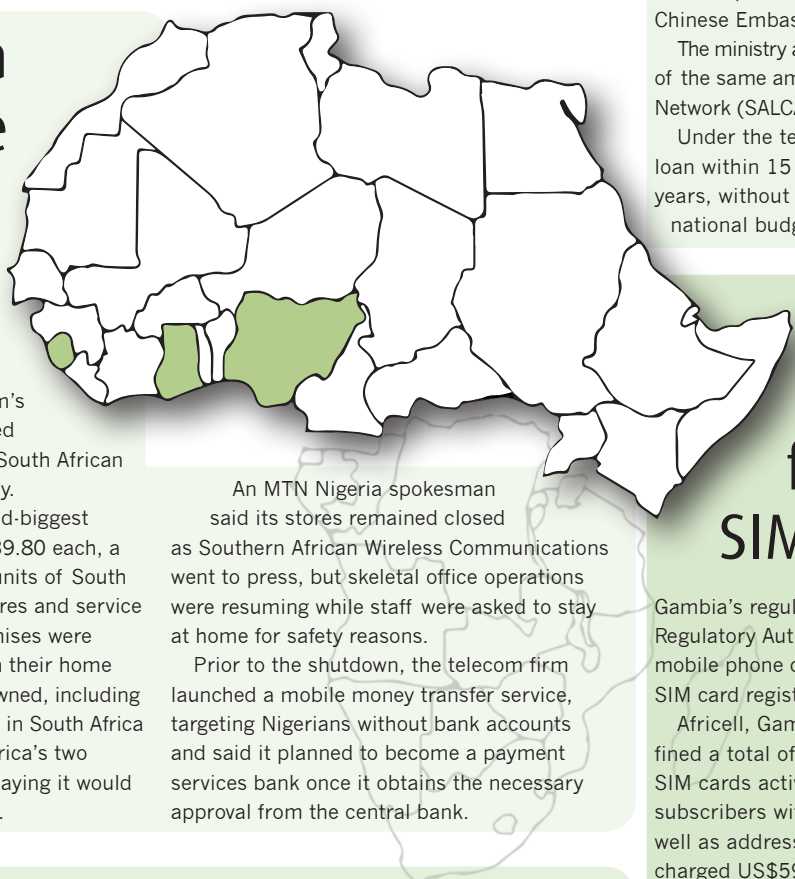 n
e
n's
ed
South African
y.
d-biggest
39.80 each, a
units of South
res and service
nises were
n their home
wned, including
in South Africa
rica's two
saying it would
An MTN Nigeria spokesman
said its stores remained closed
as Southern African Wireless Communications
went to press, but skeletal office operations
were resuming while staff were asked to stay
at home for safety reasons.
Prior to the shutdown, the telecom firm
launched a mobile money transfer service,
targeting Nigerians without bank accounts
and said it planned to become a payment
services bank once it obtains the necessary
approval from the central bank.
Chinese Embas
The ministry a
of the same am
Network (SALCA
Under the te
loan within 15
years, without
national budg
f
SIM
Gambia's regul
Regulatory Aut
mobile phone o
SIM card regist
Africell, Gam
fined a total of
SIM cards activ
subscribers wi
well as address
charged US$59